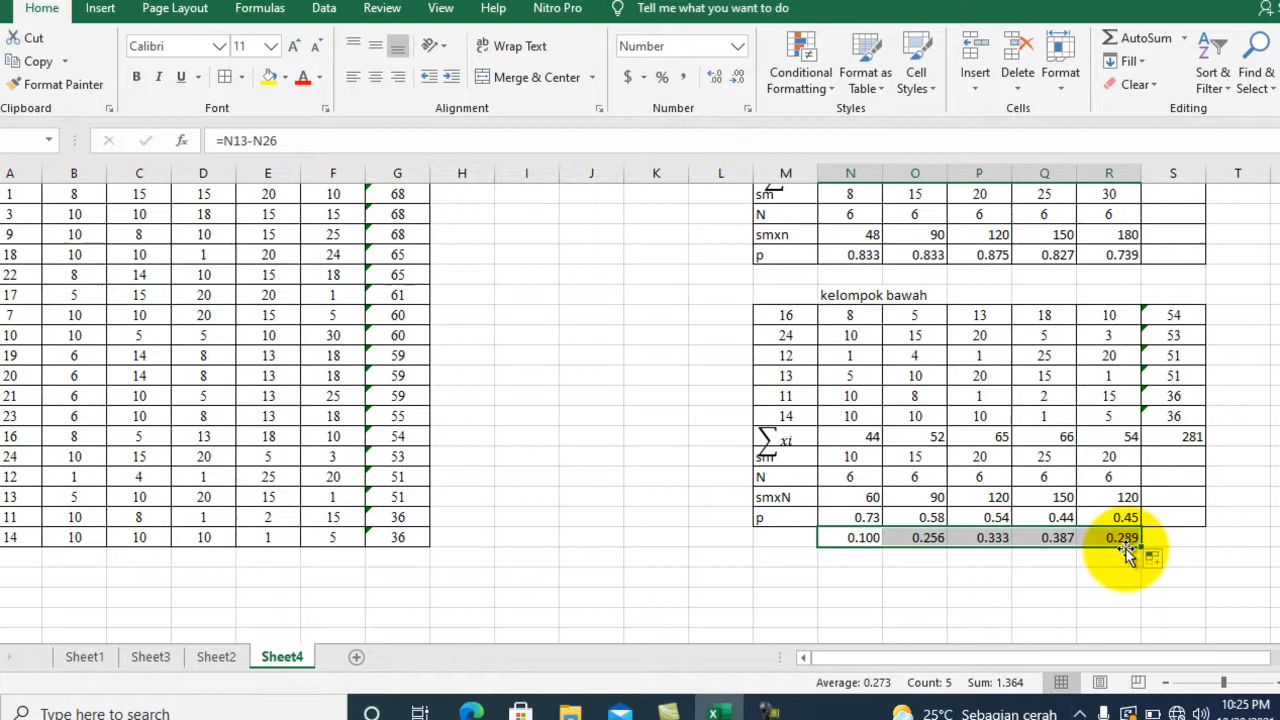 Home Insert Page Layout Formulas Data Review View Help Nitro Pro Tell me what you want to do
Cut
Copy
Format Painter
Clipboard
Calibri 11
B I U
Font
Wrap Text
Merge & Center
Alignment
Number
$ % ,
Number
Conditional Formatting
Format as Table
Cell Styles
Styles
Insert Delete Format
Cells
AutoSum
Fill
Clear
Sort & Filter
Find & Select
Editing
fx =N13-N26
A B C D E F G H I J K L M N O P Q R S T
1 8 15 15 20 10 68 sm 8 15 20 25 30
3 10 10 18 15 15 68 N 6 6 6 6 6
9 10 8 10 15 25 68 smxn 48 90 120 150 180
18 10 10 1 20 24 65 p 0.833 0.833 0.875 0.827 0.739
22 8 14 10 15 18 65
17 5 15 20 20 1 61 kelompok bawah
7 10 10 20 15 5 60 16 8 5 13 18 10 54
10 10 5 5 10 30 60 24 10 15 20 5 3 53
19 6 14 8 13 18 59 12 1 4 1 25 20 51
20 6 14 8 13 18 59 13 5 10 20 15 1 51
21 6 10 5 13 25 59 11 10 8 1 2 15 36
23 6 10 8 13 18 55 14 10 10 10 1 5 36
16 8 5 13 18 10 54 ∑ xi 44 52 65 66 54 281
24 10 15 20 5 3 53 sm 10 15 20 25 20
12 1 4 1 25 20 51 N 6 6 6 6 6
13 5 10 20 15 1 51 smxN 60 90 120 150 120
11 10 8 1 2 15 36 p 0.73 0.58 0.54 0.44 0.45
14 10 10 10 1 5 36 0.100 0.256 0.333 0.387 0.289
Sheet1 Sheet3 Sheet2 Sheet4
Average: 0.273 Count: 5 Sum: 1.364
Type here to search
25°C Sebagian cerah
10:25 PM